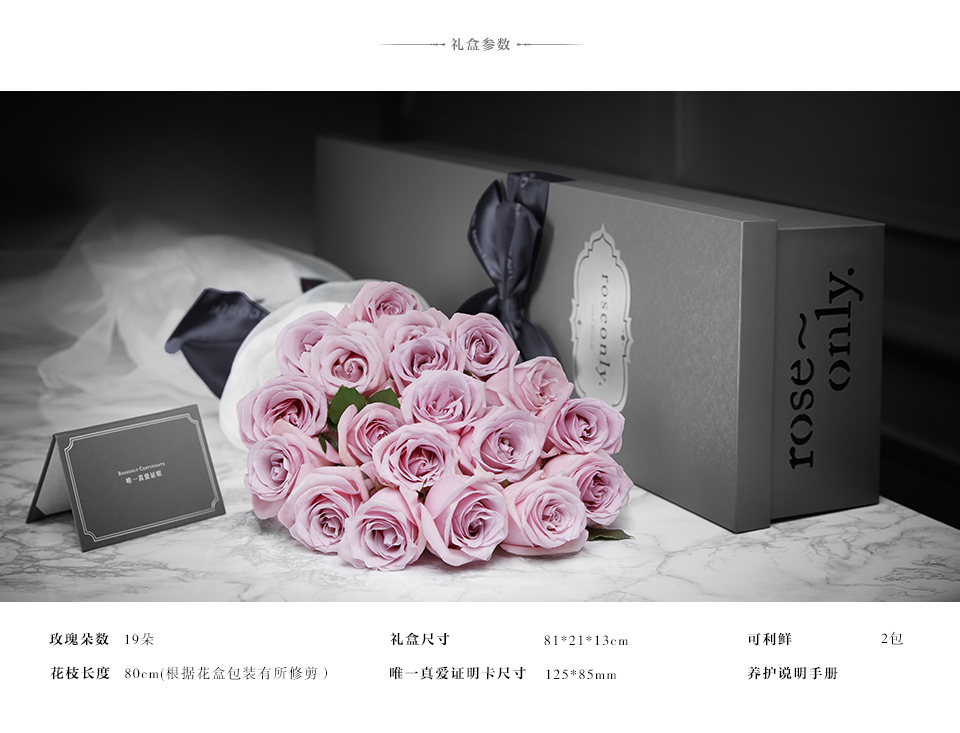 礼盒参数
roseonly.
rose~
only.
ROSEONLY CERTIFICATE
唯一真爱证明
玫瑰朵数 19朵 礼盒尺寸 81*21*13cm 可利鲜 2包
花枝长度 80cm(根据花盒包装有所修剪） 唯一真爱证明卡尺寸 125*85mm 养护说明手册